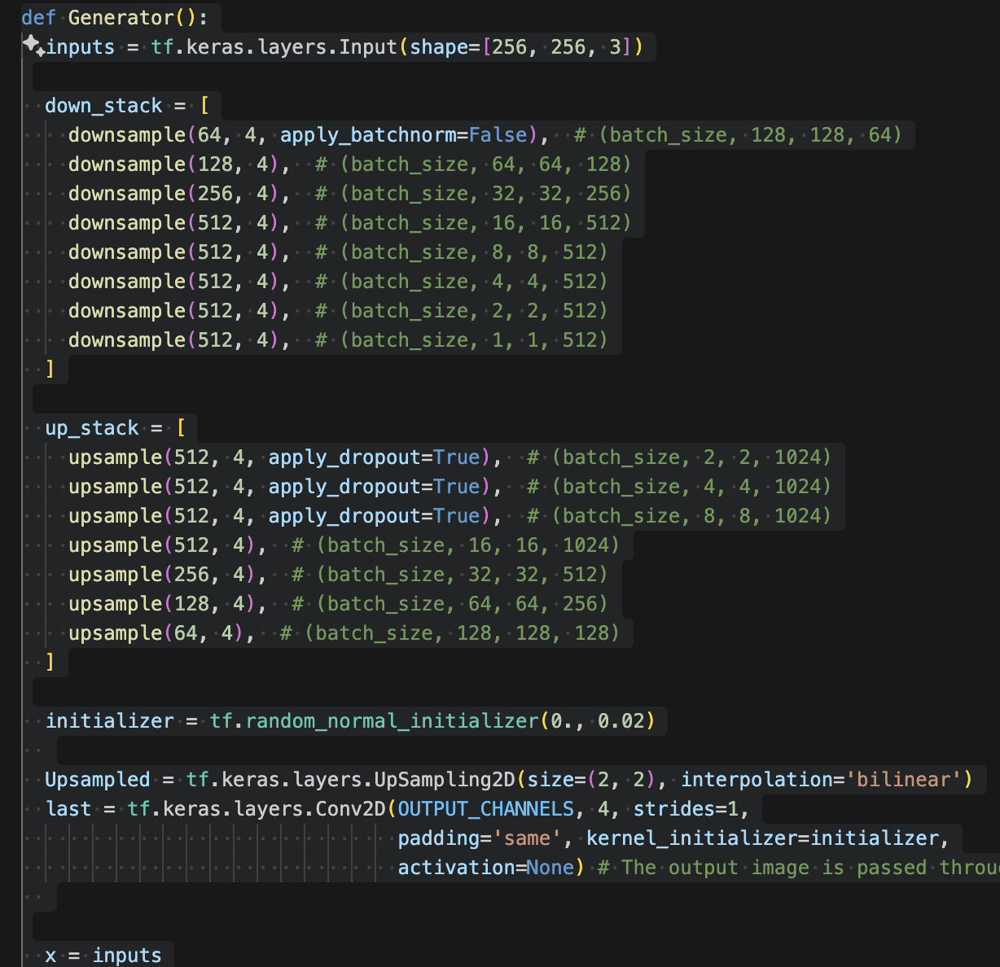 def Generator():
  inputs = tf.keras.layers.Input(shape=[256, 256, 3])

  down_stack = [
    downsample(64, 4, apply_batchnorm=False),  # (batch_size, 128, 128, 64)
    downsample(128, 4),  # (batch_size, 64, 64, 128)
    downsample(256, 4),  # (batch_size, 32, 32, 256)
    downsample(512, 4),  # (batch_size, 16, 16, 512)
    downsample(512, 4),  # (batch_size, 8, 8, 512)
    downsample(512, 4),  # (batch_size, 4, 4, 512)
    downsample(512, 4),  # (batch_size, 2, 2, 512)
    downsample(512, 4),  # (batch_size, 1, 1, 512)
  ]

  up_stack = [
    upsample(512, 4, apply_dropout=True),  # (batch_size, 2, 2, 1024)
    upsample(512, 4, apply_dropout=True),  # (batch_size, 4, 4, 1024)
    upsample(512, 4, apply_dropout=True),  # (batch_size, 8, 8, 1024)
    upsample(512, 4),  # (batch_size, 16, 16, 1024)
    upsample(256, 4),  # (batch_size, 32, 32, 512)
    upsample(128, 4),  # (batch_size, 64, 64, 256)
    upsample(64, 4),  # (batch_size, 128, 128, 128)
  ]

  initializer = tf.random_normal_initializer(0., 0.02)

  Upsampled = tf.keras.layers.UpSampling2D(size=(2, 2), interpolation='bilinear')
  last = tf.keras.layers.Conv2D(OUTPUT_CHANNELS, 4, strides=1,
                                padding='same', kernel_initializer=initializer,
                                activation=None) # The output image is passed throu

  x = inputs